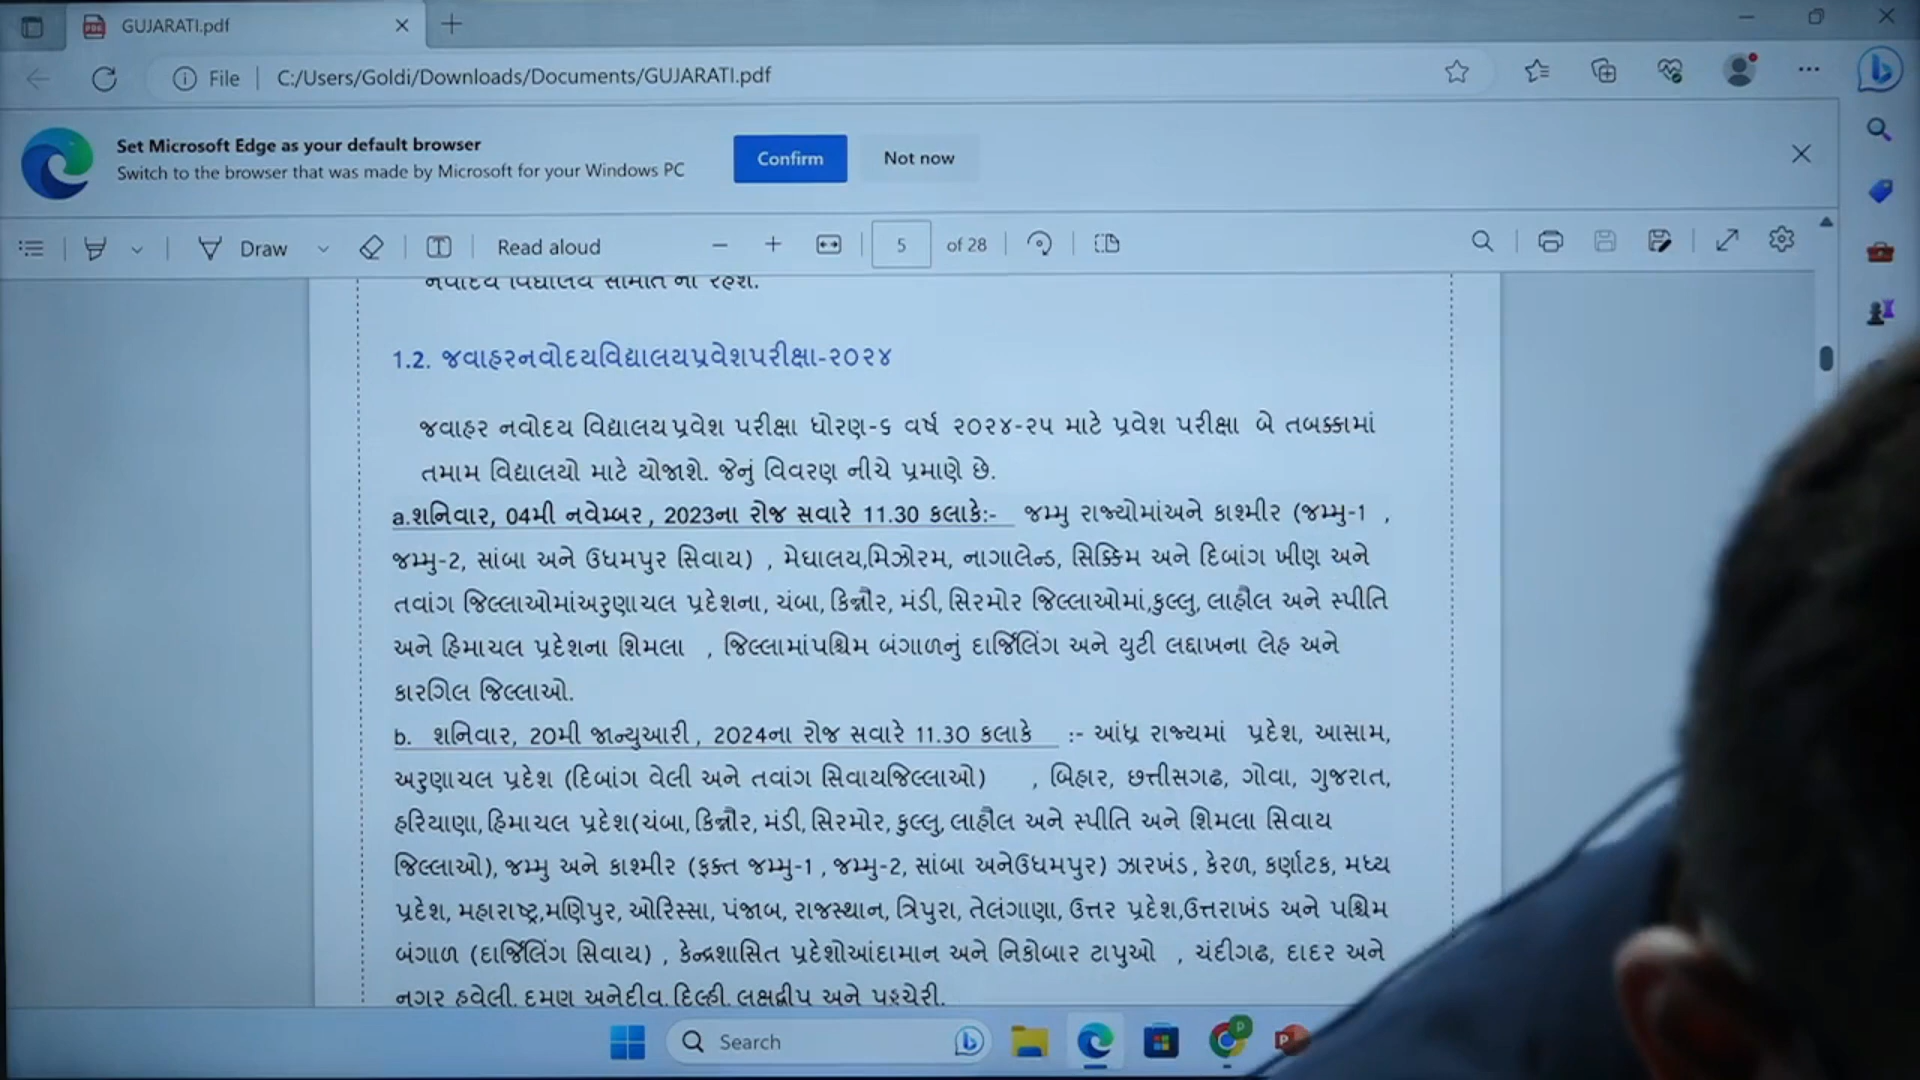 GUJARATI.pdf
File
C:/Users/Goldi/Downloads/Documents/GUJARATI.pdf
Set Microsoft Edge as your default browser
Switch to the browser that was made by Microsoft for your Windows PC
Confirm
Not now
Draw
Read aloud
5 of 28
નવોદય વિદ્યાલય સમિતિ ના રહેશે.
1.2. જવાહરનવોદયવિદ્યાલયપ્રવેશપરીક્ષા-૨૦૨૪
જવાહર નવોદય વિદ્યાલય પ્રવેશ પરીક્ષા ધોરણ-૬ વર્ષ ૨૦૨૪-૨૫ માટે પ્રવેશ પરીક્ષા બે તબક્કામાં
તમામ વિદ્યાલયો માટે યોજાશે. જેનું વિવરણ નીચે પ્રમાણે છે.
a.શનિવાર, 04મી નવેમ્બર, 2023ના રોજ સવારે 11.30 કલાકે:- જમ્મુ રાજ્યોમાંઅને કાશ્મીર (જમ્મુ-1 ,
જમ્મુ-2, સાંબા અને ઉધમપુર સિવાય) , મેઘાલય,મિઝોરમ, નાગાલેન્ડ, સિક્કિમ અને દિબાંગ ખીણ અને
તવાંગ જિલ્લાઓમાંઅરુણાચલ પ્રદેશના, ચંબા, કિન્નૌર, મંડી, સિરમોર જિલ્લાઓમાં,કુલ્લુ, લાહૌલ અને સ્પીતિ
અને હિમાચલ પ્રદેશના શિમલા , જિલ્લામાંપશ્ચિમ બંગાળનું દાર્જિલિંગ અને યુટી લદ્દાખના લેહ અને
કારગિલ જિલ્લાઓ.
b. શનિવાર, 20મી જાન્યુઆરી, 2024ના રોજ સવારે 11.30 કલાકે :- આંધ્ર રાજ્યમાં પ્રદેશ, આસામ,
અરુણાચલ પ્રદેશ (દિબાંગ વેલી અને તવાંગ સિવાયજિલ્લાઓ) , બિહાર, છત્તીસગઢ, ગોવા, ગુજરાત,
હરિયાણા, હિમાચલ પ્રદેશ(ચંબા, કિન્નૌર, મંડી, સિરમોર, કુલ્લુ, લાહૌલ અને સ્પીતિ અને શિમલા સિવાય
જિલ્લાઓ), જમ્મુ અને કાશ્મીર (ફક્ત જમ્મુ-1 , જમ્મુ-2, સાંબા અનેઉધમપુર) ઝારખંડ, કેરળ, કર્ણાટક, મધ્ય
પ્રદેશ, મહારાષ્ટ્ર,મણિપુર, ઓરિસ્સા, પંજાબ, રાજસ્થાન, ત્રિપુરા, તેલંગાણા, ઉત્તર પ્રદેશ,ઉત્તરાખંડ અને પશ્ચિમ
બંગાળ (દાર્જિલિંગ સિવાય) , કેન્દ્રશાસિત પ્રદેશોઆંદામાન અને નિકોબાર ટાપુઓ , ચંદીગઢ, દાદર અને
નગર હવેલી, દમણ અનેદીવ, દિલ્હી, લક્ષદ્વીપ અને પુડ્ડુચેરી.
Search